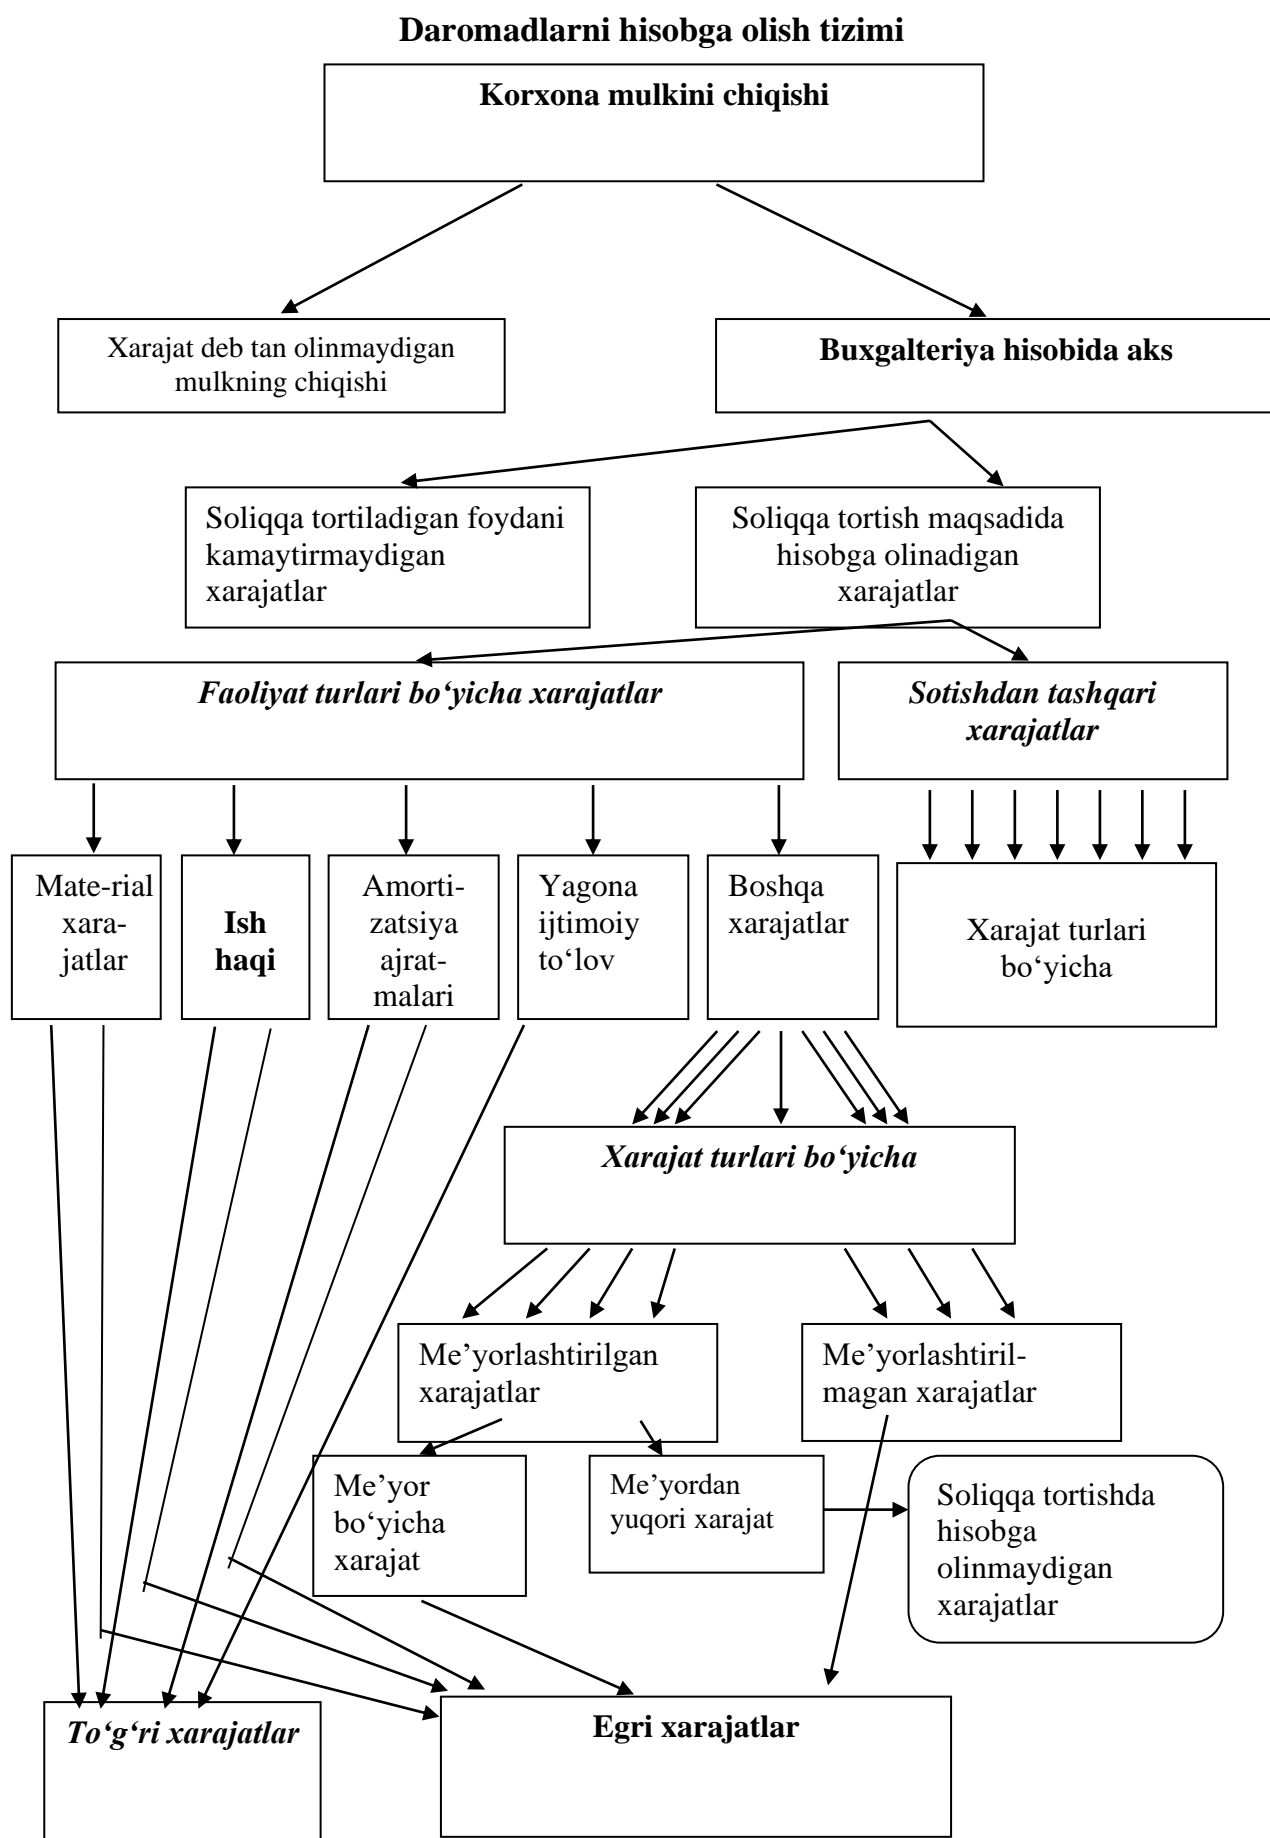 Daromadlarni hisobga olish tizimi
Korxona mulkini chiqishi
Xarajat deb tan olinmaydigan
mulkning chiqishi
Buxgalteriya hisobida aks
Soliqqa tortiladigan foydani
kamaytirmaydigan
xarajatlar
Soliqqa tortish maqsadida
hisobga olinadigan
xarajatlar
Faoliyat turlari bo‘yicha xarajatlar
Sotishdan tashqari
xarajatlar
Mate-rial
xara-
jatlar
Ish
haqi
Amorti-
zatsiya
ajrat-
malari
Yagona
ijtimoiy
to‘lov
Boshqa
xarajatlar
Xarajat turlari
bo‘yicha
Xarajat turlari bo‘yicha
Me’yorlashtirilgan
xarajatlar
Me’yorlashtiril-
magan xarajatlar
Me’yor
bo‘yicha
xarajat
Me’yordan
yuqori xarajat
Soliqqa tortishda
hisobga
olinmaydigan
xarajatlar
To‘g‘ri xarajatlar
Egri xarajatlar